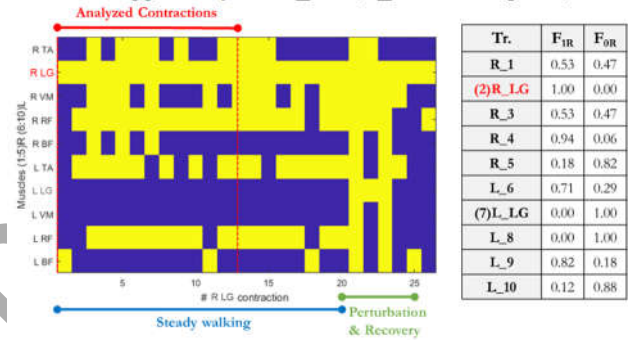 Analyzed Contractions
R TA
R LG
R VM
R RF
R BF
L TA
L LG
L VM
L RF
L BF
Muscles (1:5)R (6:10)L
5 10 15 20 25
# R LG contraction
Steady walking
Perturbation
& Recovery
Tr. F1R F0R
R_1 0.53 0.47
(2)R_LG 1.00 0.00
R_3 0.53 0.47
R_4 0.94 0.06
R_5 0.18 0.82
L_6 0.71 0.29
(7)L_LG 0.00 1.00
L_8 0.00 1.00
L_9 0.82 0.18
L_10 0.12 0.88